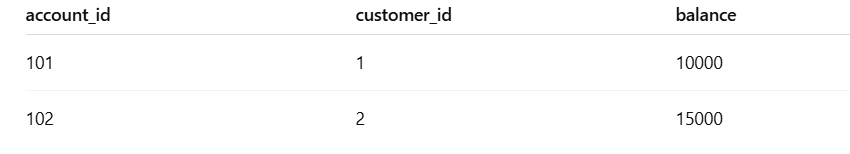 account_id customer_id balance
101 1 10000
102 2 15000